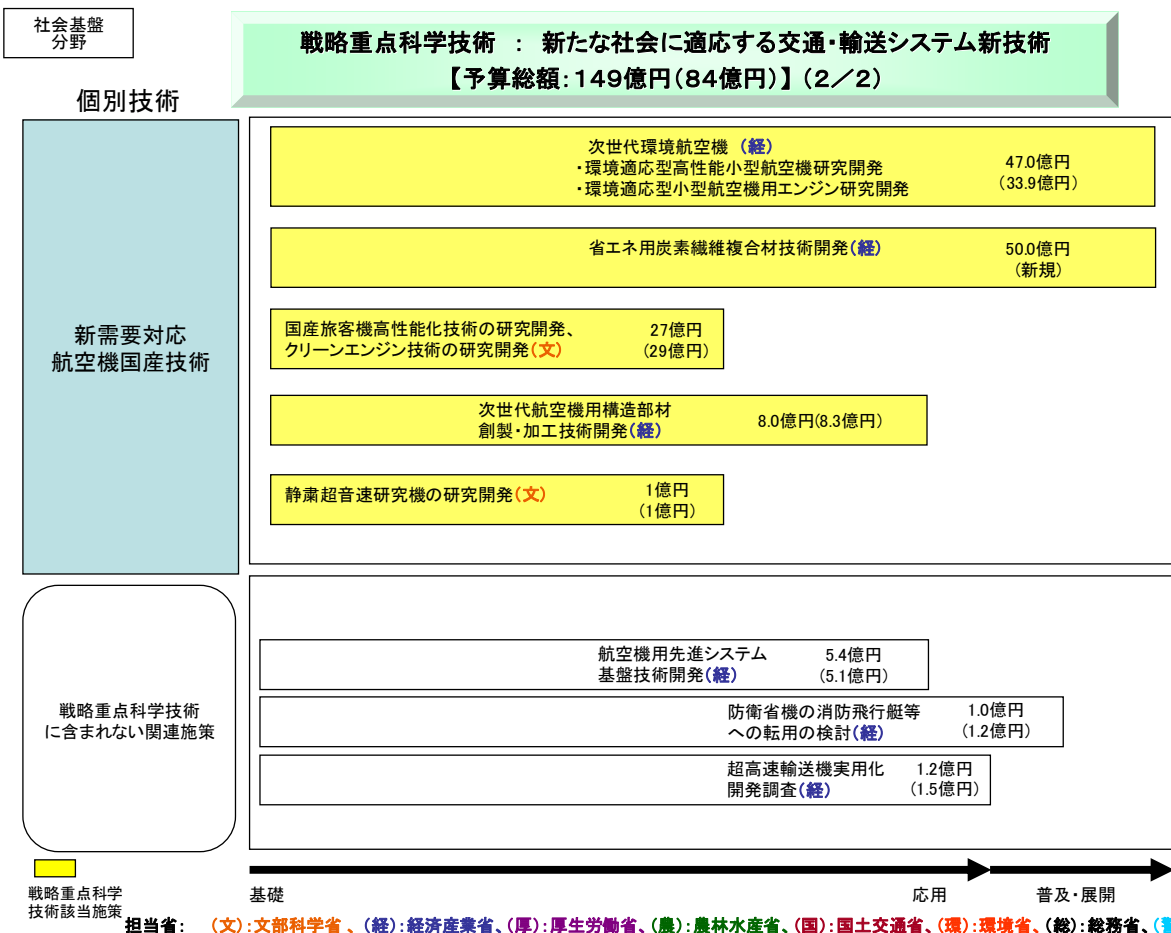 社会基盤
分野
戦略重点科学技術 ： 新たな社会に適応する交通・輸送システム新技術
【予算総額：149億円(84億円)】 (2／2)
個別技術
新需要対応
航空機国産技術
次世代環境航空機 (経)
・環境適応型高性能小型航空機研究開発
・環境適応型小型航空機用エンジン研究開発
47.0億円
(33.9億円)
省エネ用炭素繊維複合材技術開発(経)
50.0億円
(新規)
国産旅客機高性能化技術の研究開発、
クリーンエンジン技術の研究開発(文)
27億円
(29億円)
次世代航空機用構造部材
創製・加工技術開発(経)
8.0億円(8.3億円)
静粛超音速研究機の研究開発(文)
1億円
(1億円)
戦略重点科学技術
に含まれない関連施策
航空機用先進システム
基盤技術開発(経)
5.4億円
(5.1億円)
防衛省機の消防飛行艇等
への転用の検討(経)
1.0億円
(1.2億円)
超高速輸送機実用化
開発調査(経)
1.2億円
(1.5億円)
戦略重点科学
技術該当施策
基礎
応用
普及・展開
担当省： (文)：文部科学省 、(経)：経済産業省、(厚)：厚生労働省、(農)：農林水産省、(国)：国土交通省、(環)：環境省、(総)：総務省、